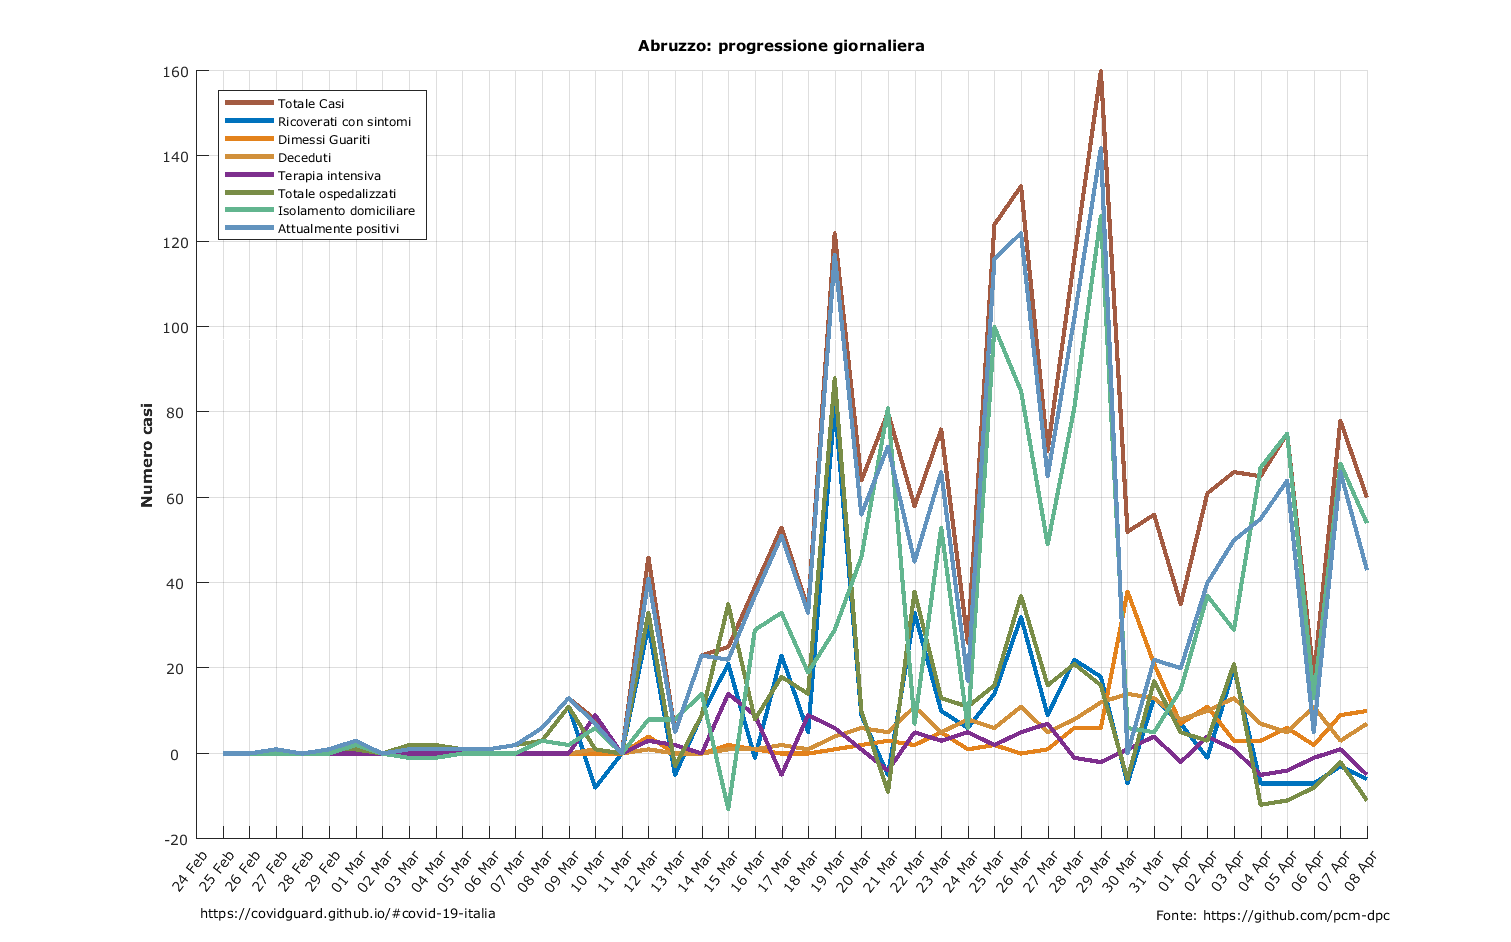 Abruzzo: progressione giornaliera
160
140
120
100
80
60
40
20
0
-20
Numero casi
Totale Casi
Ricoverati con sintomi
Dimessi Guariti
Deceduti
Terapia intensiva
Totale ospedalizzati
Isolamento domiciliare
Attualmente positivi
24 Feb
25 Feb
26 Feb
27 Feb
28 Feb
29 Feb
01 Mar
02 Mar
03 Mar
04 Mar
05 Mar
06 Mar
07 Mar
08 Mar
09 Mar
10 Mar
11 Mar
12 Mar
13 Mar
14 Mar
15 Mar
16 Mar
17 Mar
18 Mar
19 Mar
20 Mar
21 Mar
22 Mar
23 Mar
24 Mar
25 Mar
26 Mar
27 Mar
28 Mar
29 Mar
30 Mar
31 Mar
01 Apr
02 Apr
03 Apr
04 Apr
05 Apr
06 Apr
07 Apr
08 Apr
https://covidguard.github.io/#covid-19-italia
Fonte: https://github.com/pcm-dpc